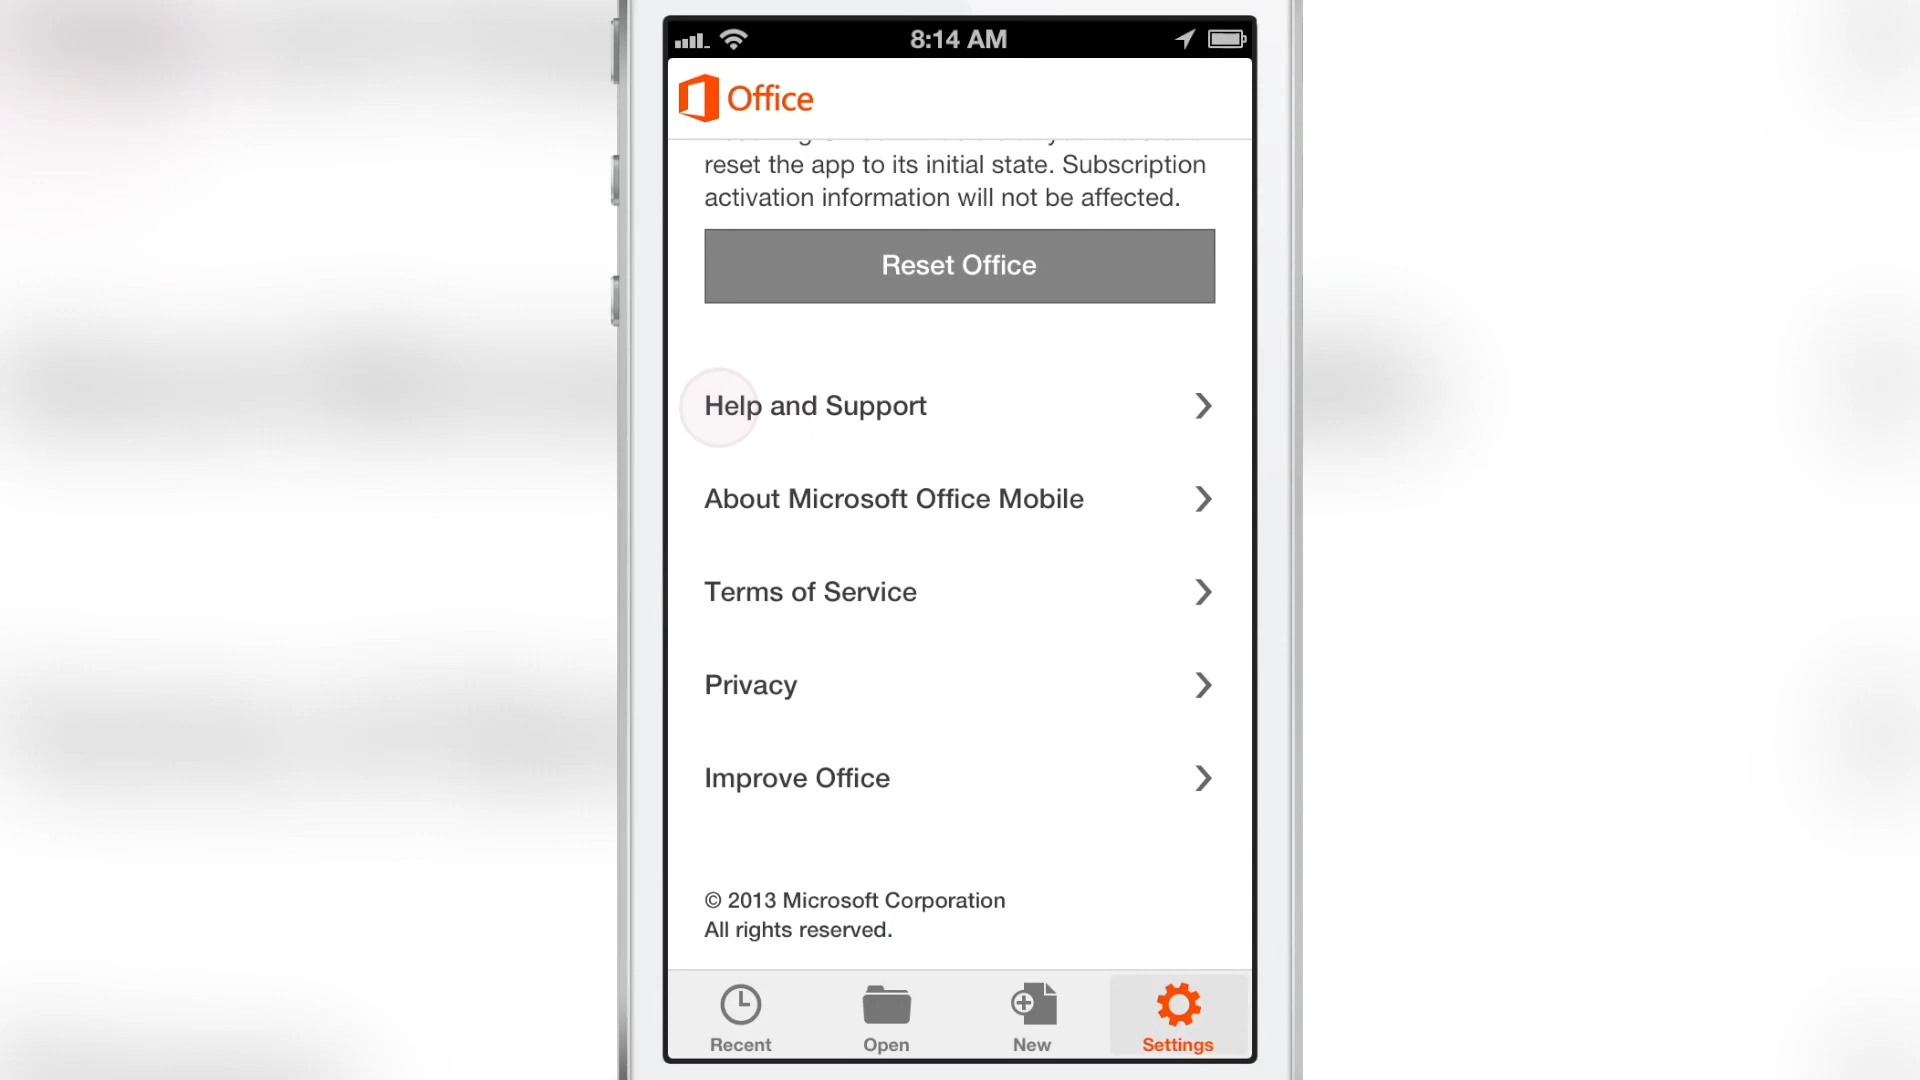 8:14 AM
Office
reset the app to its initial state. Subscription
activation information will not be affected.
Reset Office
Help and Support
About Microsoft Office Mobile
Terms of Service
Privacy
Improve Office
© 2013 Microsoft Corporation
All rights reserved.
Recent
Open
New
Settings